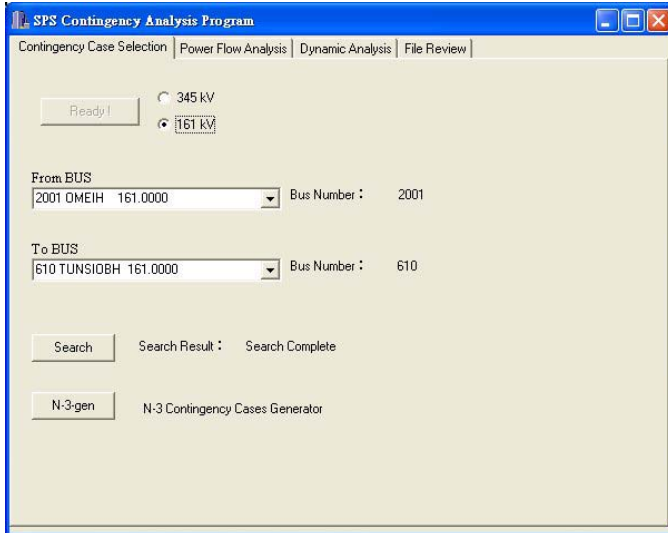 SPS Contingency Analysis Program
Contingency Case Selection Power Flow Analysis Dynamic Analysis File Review
Ready !
345 kV
161 kV
From BUS
2001 OMEIH 161.0000 Bus Number : 2001
To BUS
610 TUNSIOBH 161.0000 Bus Number : 610
Search Search Result : Search Complete
N-3-gen N-3 Contingency Cases Generator